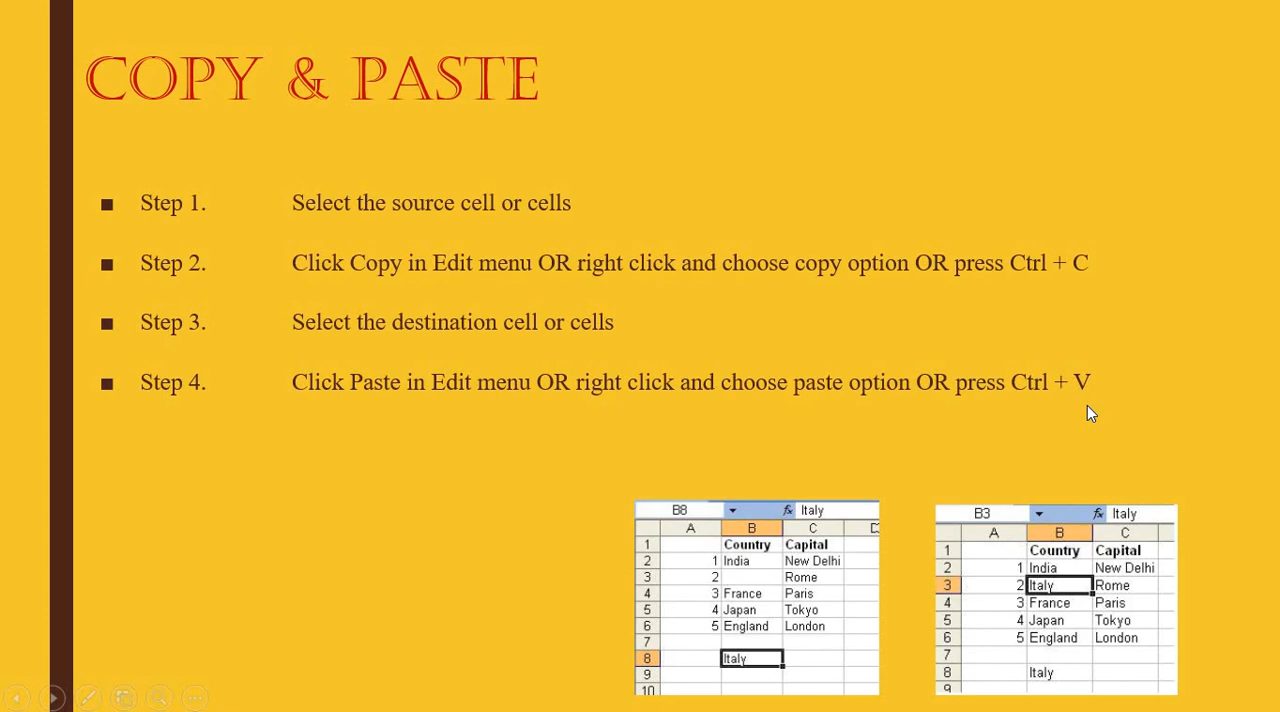 COPY & PASTE
■ Step 1. Select the source cell or cells
■ Step 2. Click Copy in Edit menu OR right click and choose copy option OR press Ctrl + C
■ Step 3. Select the destination cell or cells
■ Step 4. Click Paste in Edit menu OR right click and choose paste option OR press Ctrl + V
B8 fx Italy
A B C D
1 Country Capital
2 1 India New Delhi
3 2 Rome
4 3 France Paris
5 4 Japan Tokyo
6 5 England London
7
8 Italy
9
10
B3 fx Italy
A B C
1 Country Capital
2 1 India New Delhi
3 2 Italy Rome
4 3 France Paris
5 4 Japan Tokyo
6 5 England London
7
8 Italy
9